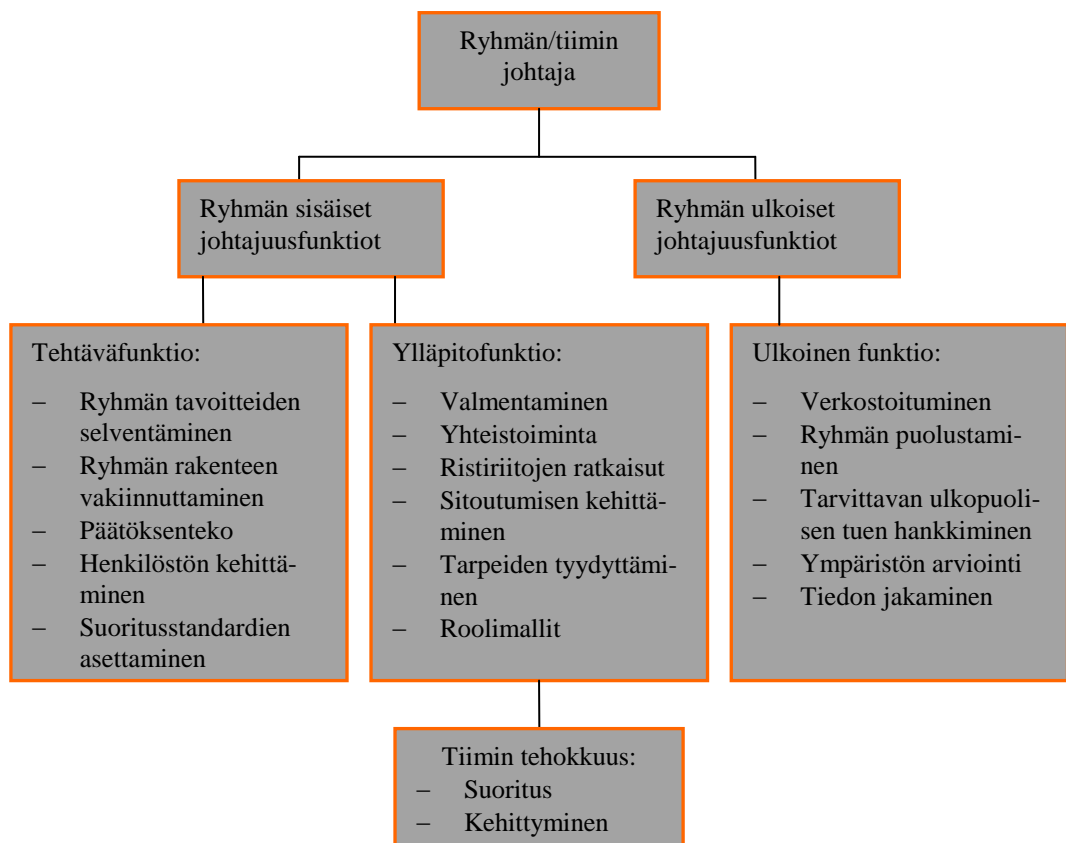 Ryhmän/tiimin
johtaja
Ryhmän sisäiset
johtajuusfunktiot
Ryhmän ulkoiset
johtajuusfunktiot
Tehtäväfunktio:
– Ryhmän tavoitteiden
selventäminen
– Ryhmän rakenteen
vakiinnuttaminen
– Päätöksenteko
– Henkilöstön kehittä-
minen
– Suoritusstandardien
asettaminen
Ylläpitofunktio:
– Valmentaminen
– Yhteistoiminta
– Ristiriitojen ratkaisut
– Sitoutumisen kehittä-
minen
– Tarpeiden tyydyttämi-
nen
– Roolimallit
Ulkoinen funktio:
– Verkostoituminen
– Ryhmän puolustami-
nen
– Tarvittavan ulkopuoli-
sen tuen hankkiminen
– Ympäristön arviointi
– Tiedon jakaminen
Tiimin tehokkuus:
– Suoritus
– Kehittyminen